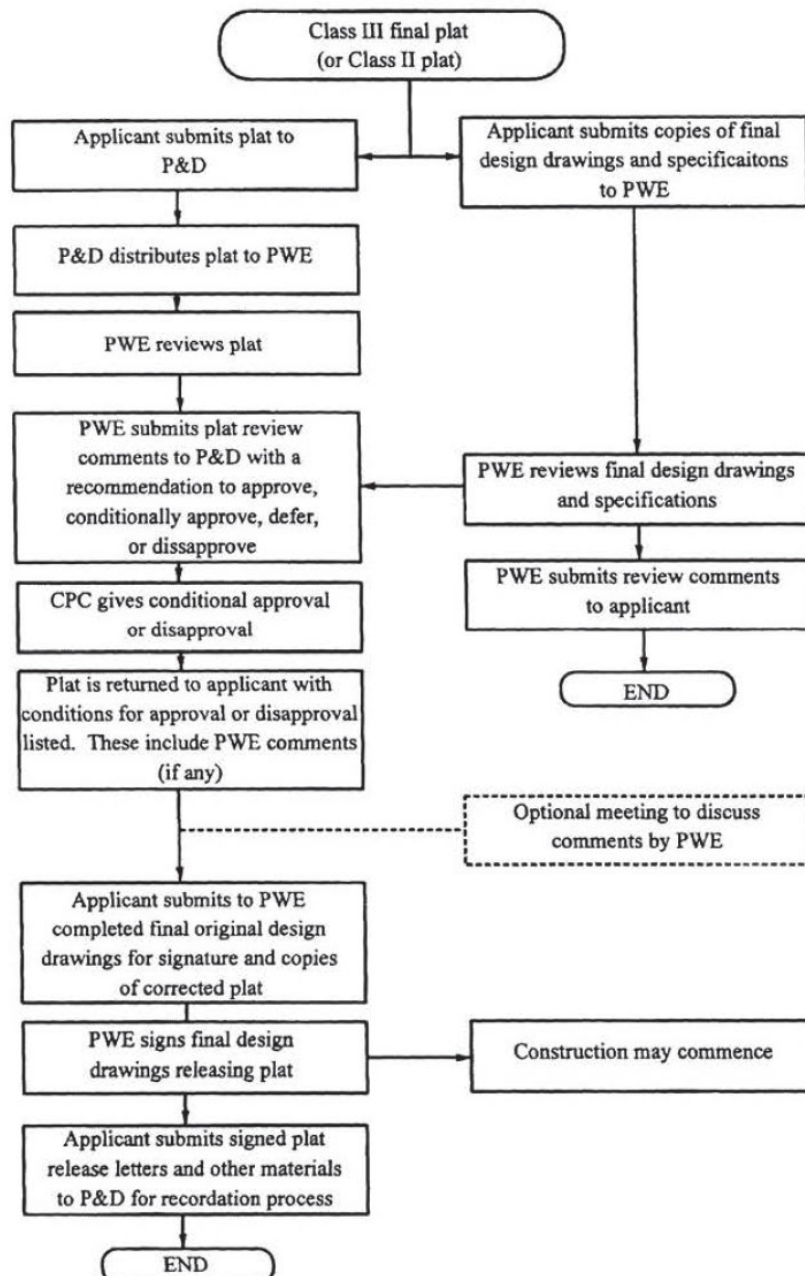 Class III final plat
(or Class II plat)
Applicant submits plat to
P&D
Applicant submits copies of final
design drawings and specificaitons
to PWE
P&D distributes plat to PWE
PWE reviews plat
PWE submits plat review
comments to P&D with a
recommendation to approve,
conditionally approve, defer,
or dissapprove
PWE reviews final design drawings
and specifications
PWE submits review comments
to applicant
END
CPC gives conditional approval
or disapproval
Plat is returned to applicant with
conditions for approval or disapproval
listed. These include PWE comments
(if any)
Optional meeting to discuss
comments by PWE
Applicant submits to PWE
completed final original design
drawings for signature and copies
of corrected plat
PWE signs final design
drawings releasing plat
Construction may commence
Applicant submits signed plat
release letters and other materials
to P&D for recordation process
END